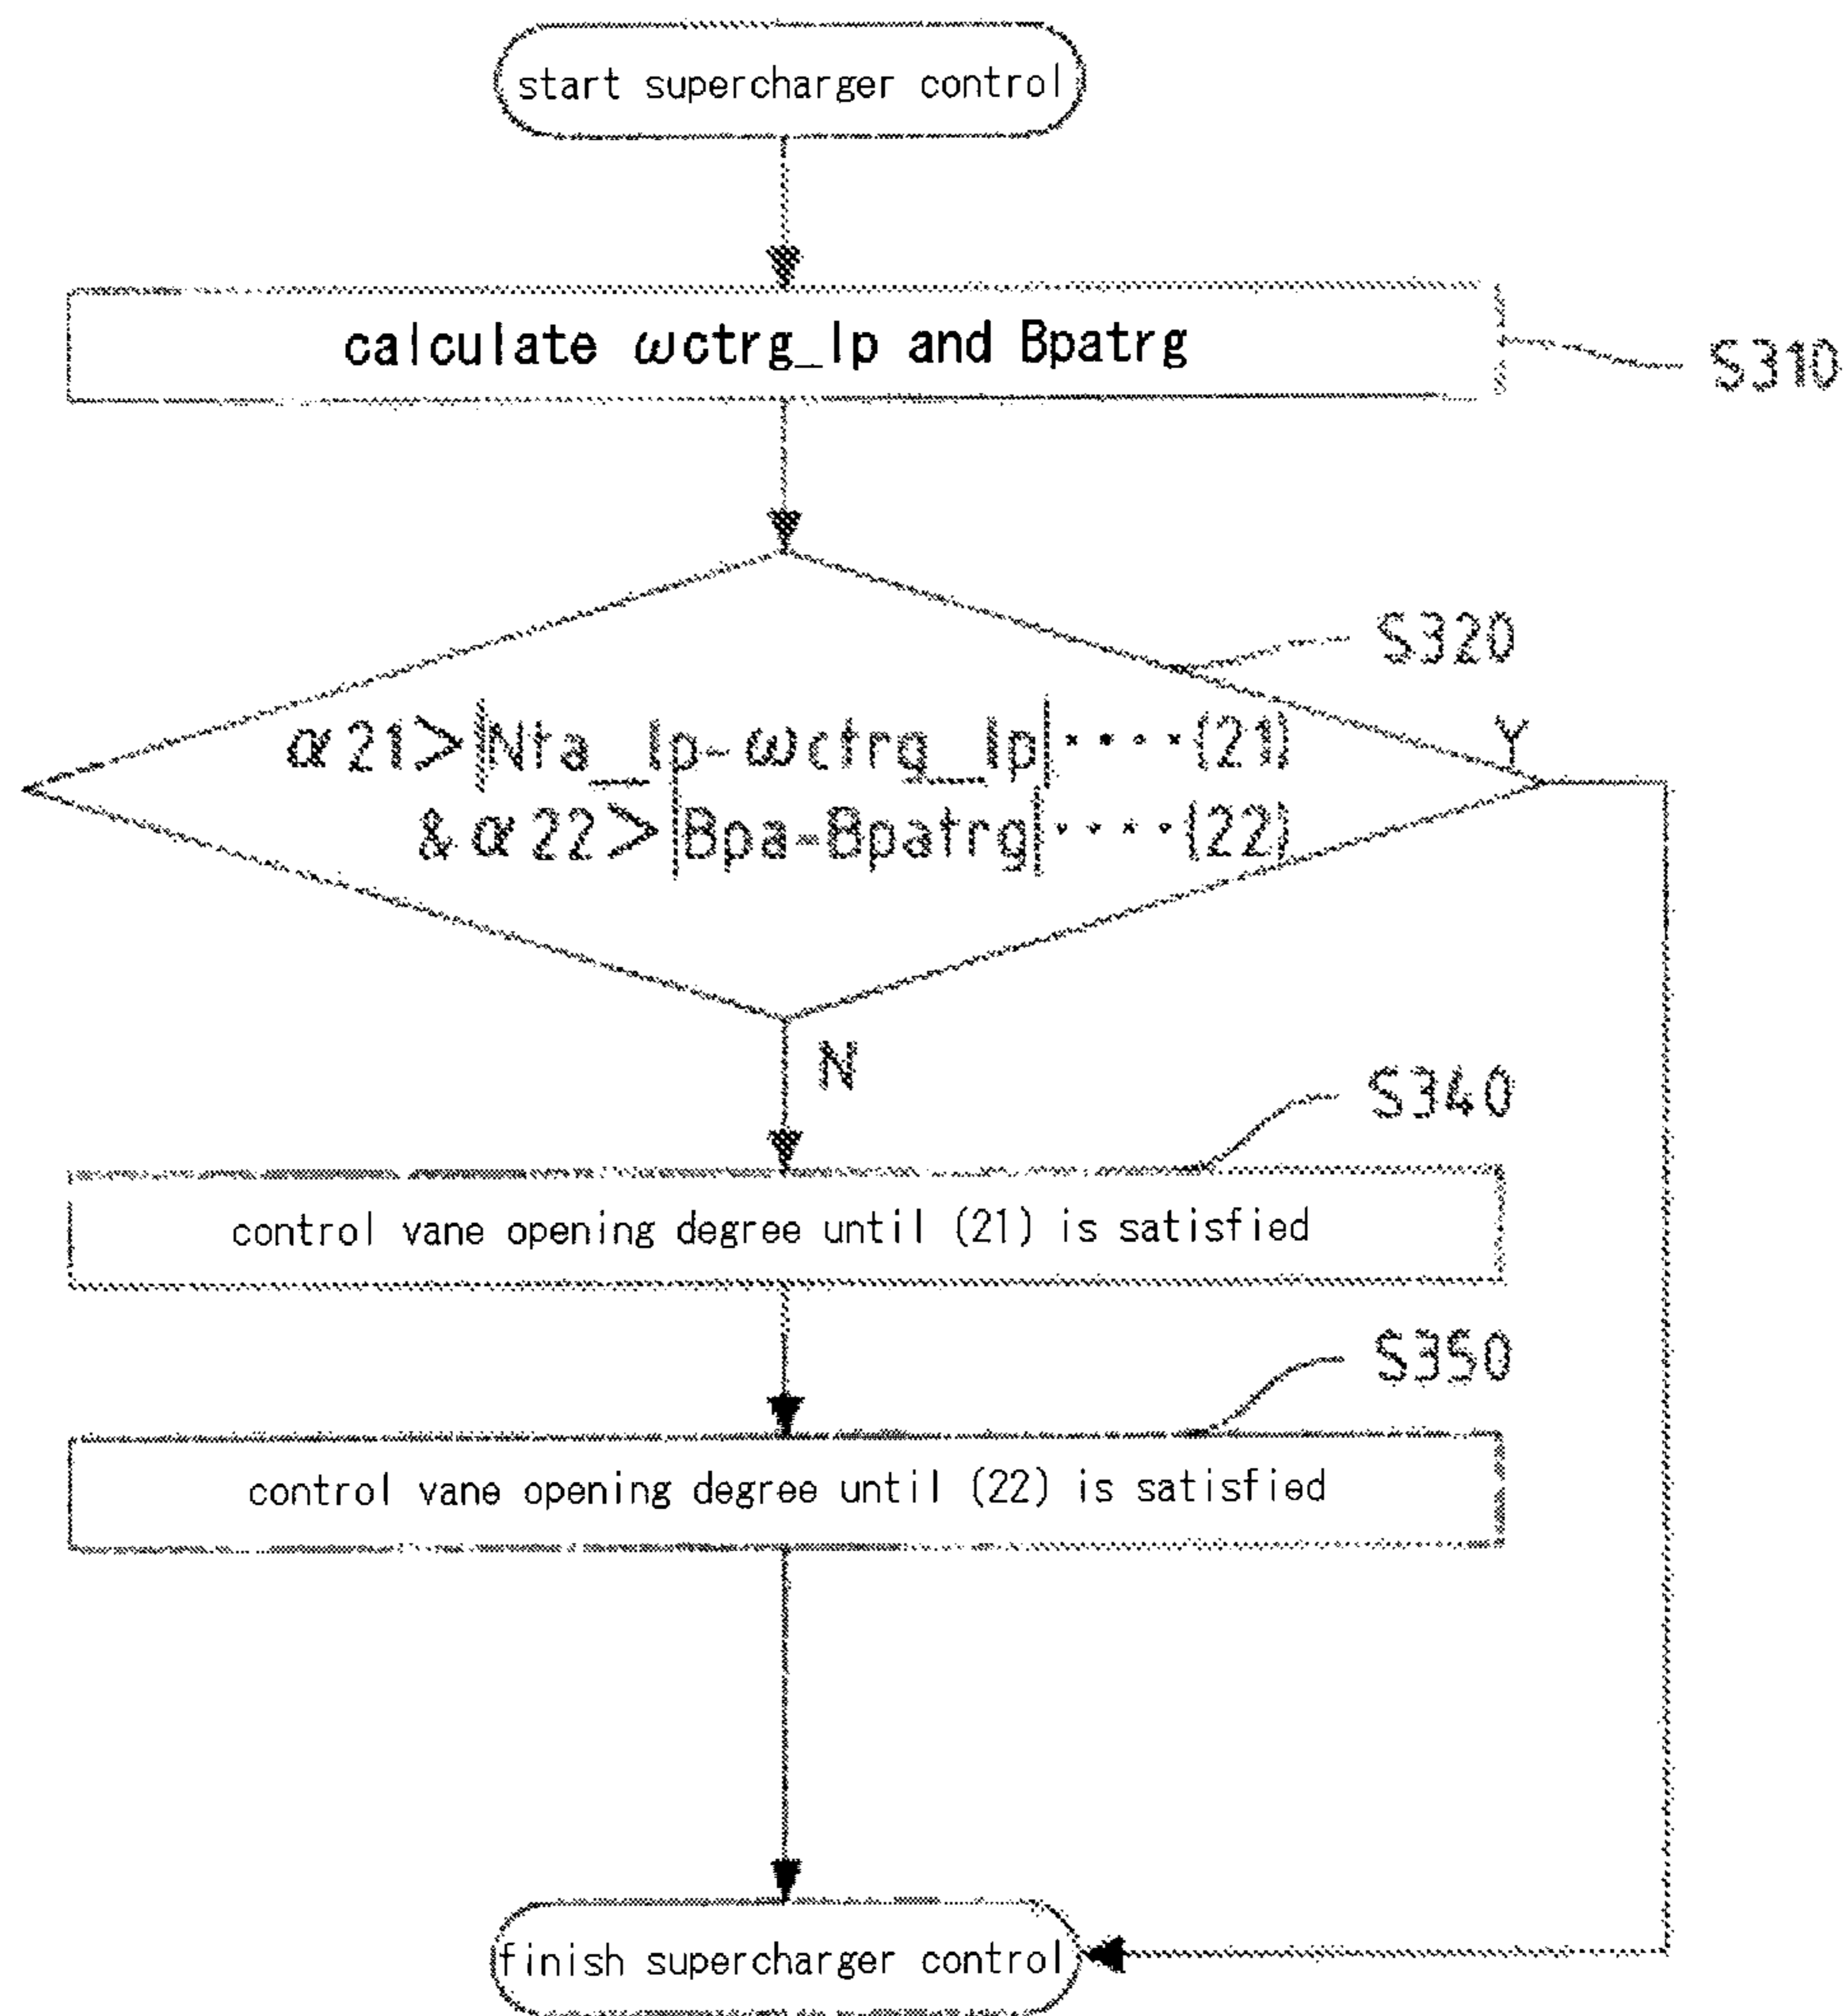 start supercharger control
calculate ωctrg_lp and Bpatrg
S310
S320
α21>|Nta_lp-ωctrg_lp|····(21)
Y
&α22>|Bpa-Bpatrg|····(22)
N
S340
control vane opening degree until (21) is satisfied
S350
control vane opening degree until (22) is satisfied
finish supercharger control